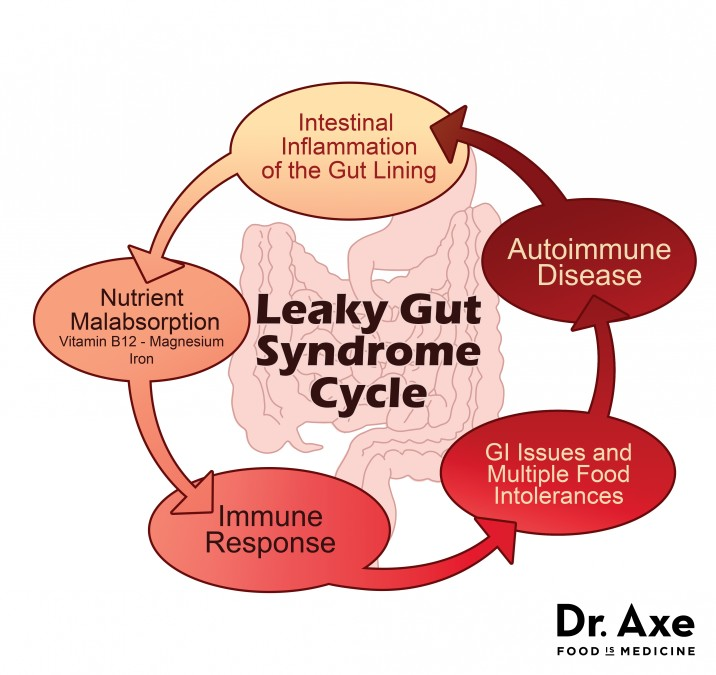 Intestinal
Inflammation
of the Gut Lining
Autoimmune
Disease
Nutrient
Malabsorption
Vitamin B12 - Magnesium
Iron
Leaky Gut
Syndrome
Cycle
GI Issues and
Multiple Food
Intolerances
Immune
Response
Dr. Axe
FOOD IS MEDICINE